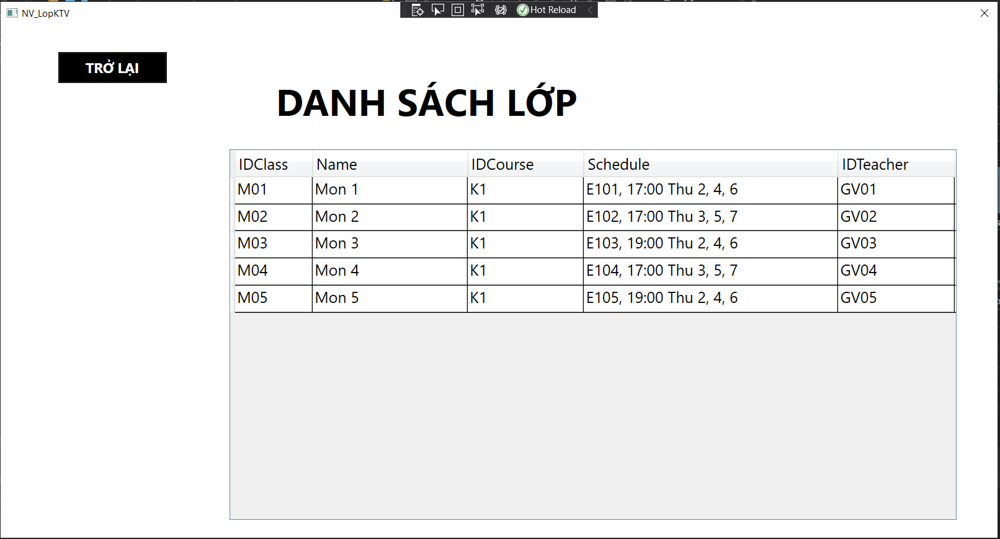 NV_LopKTV
Hot Reload
TRỞ LẠI
DANH SÁCH LỚP
IDClass Name IDCourse Schedule IDTeacher
M01 Mon 1 K1 E101, 17:00 Thu 2, 4, 6 GV01
M02 Mon 2 K1 E102, 17:00 Thu 3, 5, 7 GV02
M03 Mon 3 K1 E103, 19:00 Thu 2, 4, 6 GV03
M04 Mon 4 K1 E104, 17:00 Thu 3, 5, 7 GV04
M05 Mon 5 K1 E105, 19:00 Thu 2, 4, 6 GV05